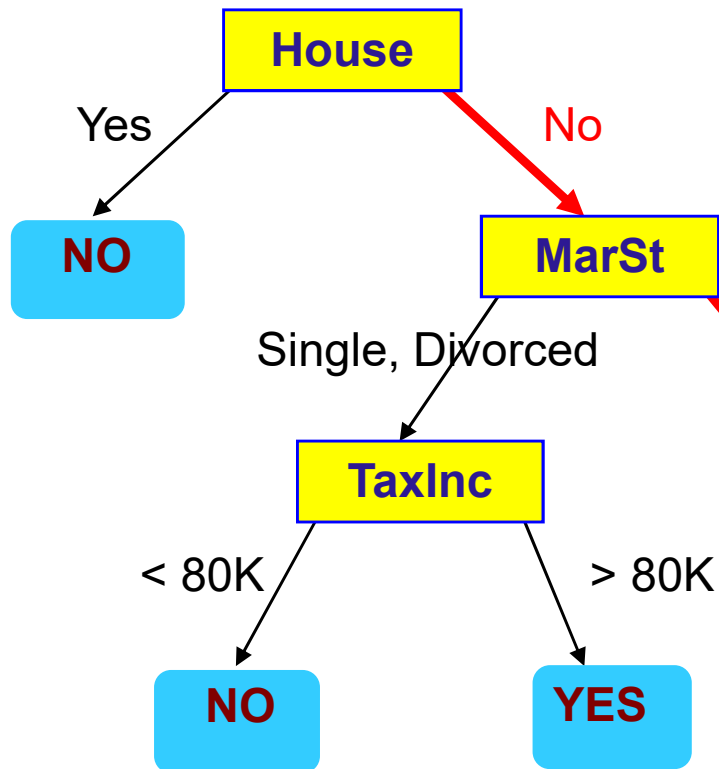 House
Yes
No
NO
MarSt
Single, Divorced
TaxInc
< 80K
> 80K
NO
YES